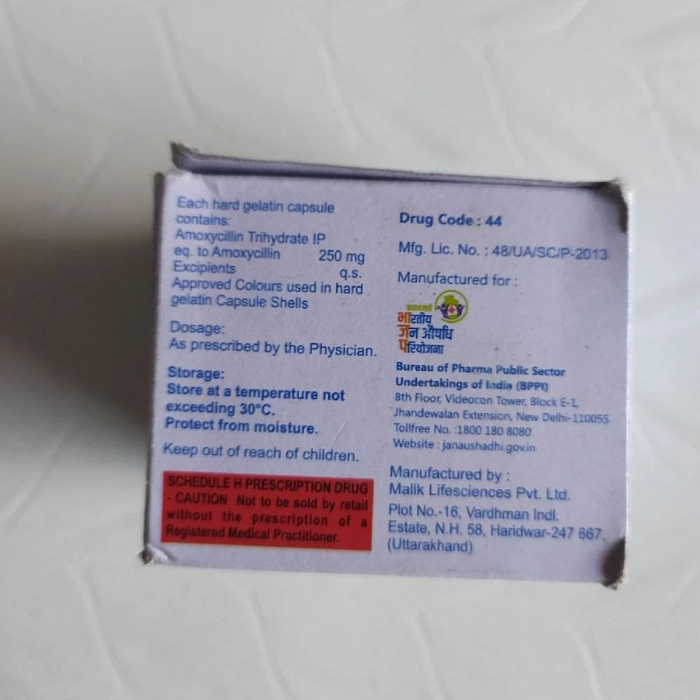 Each hard gelatin capsule
contains:
Amoxycillin Trihydrate IP
eq. to Amoxycillin 250 mg
Excipients q.s.
Approved Colours used in hard
gelatin Capsule Shells
Dosage:
As prescribed by the Physician.
Storage:
Store at a temperature not
exceeding 30°C.
Protect from moisture.
Keep out of reach of children.
SCHEDULE H PRESCRIPTION DRUG
- CAUTION Not to be sold by retail
without the prescription of a
Registered Medical Practitioner.
Drug Code : 44
Mfg. Lic. No. : 48/UA/SC/P-2013
Manufactured for :
भारतीय
जन औषधि
परियोजना
Bureau of Pharma Public Sector
Undertakings of India (BPPI)
8th Floor, Videocon Tower, Block E-1,
Jhandewalan Extension, New Delhi-110055
Tollfree No. :1800 180 8080
Website : janaushadhi.gov.in
Manufactured by :
Malik Lifesciences Pvt. Ltd.
Plot No.-16, Vardhman Indl.
Estate, N.H. 58, Haridwar-247 667,
(Uttarakhand)